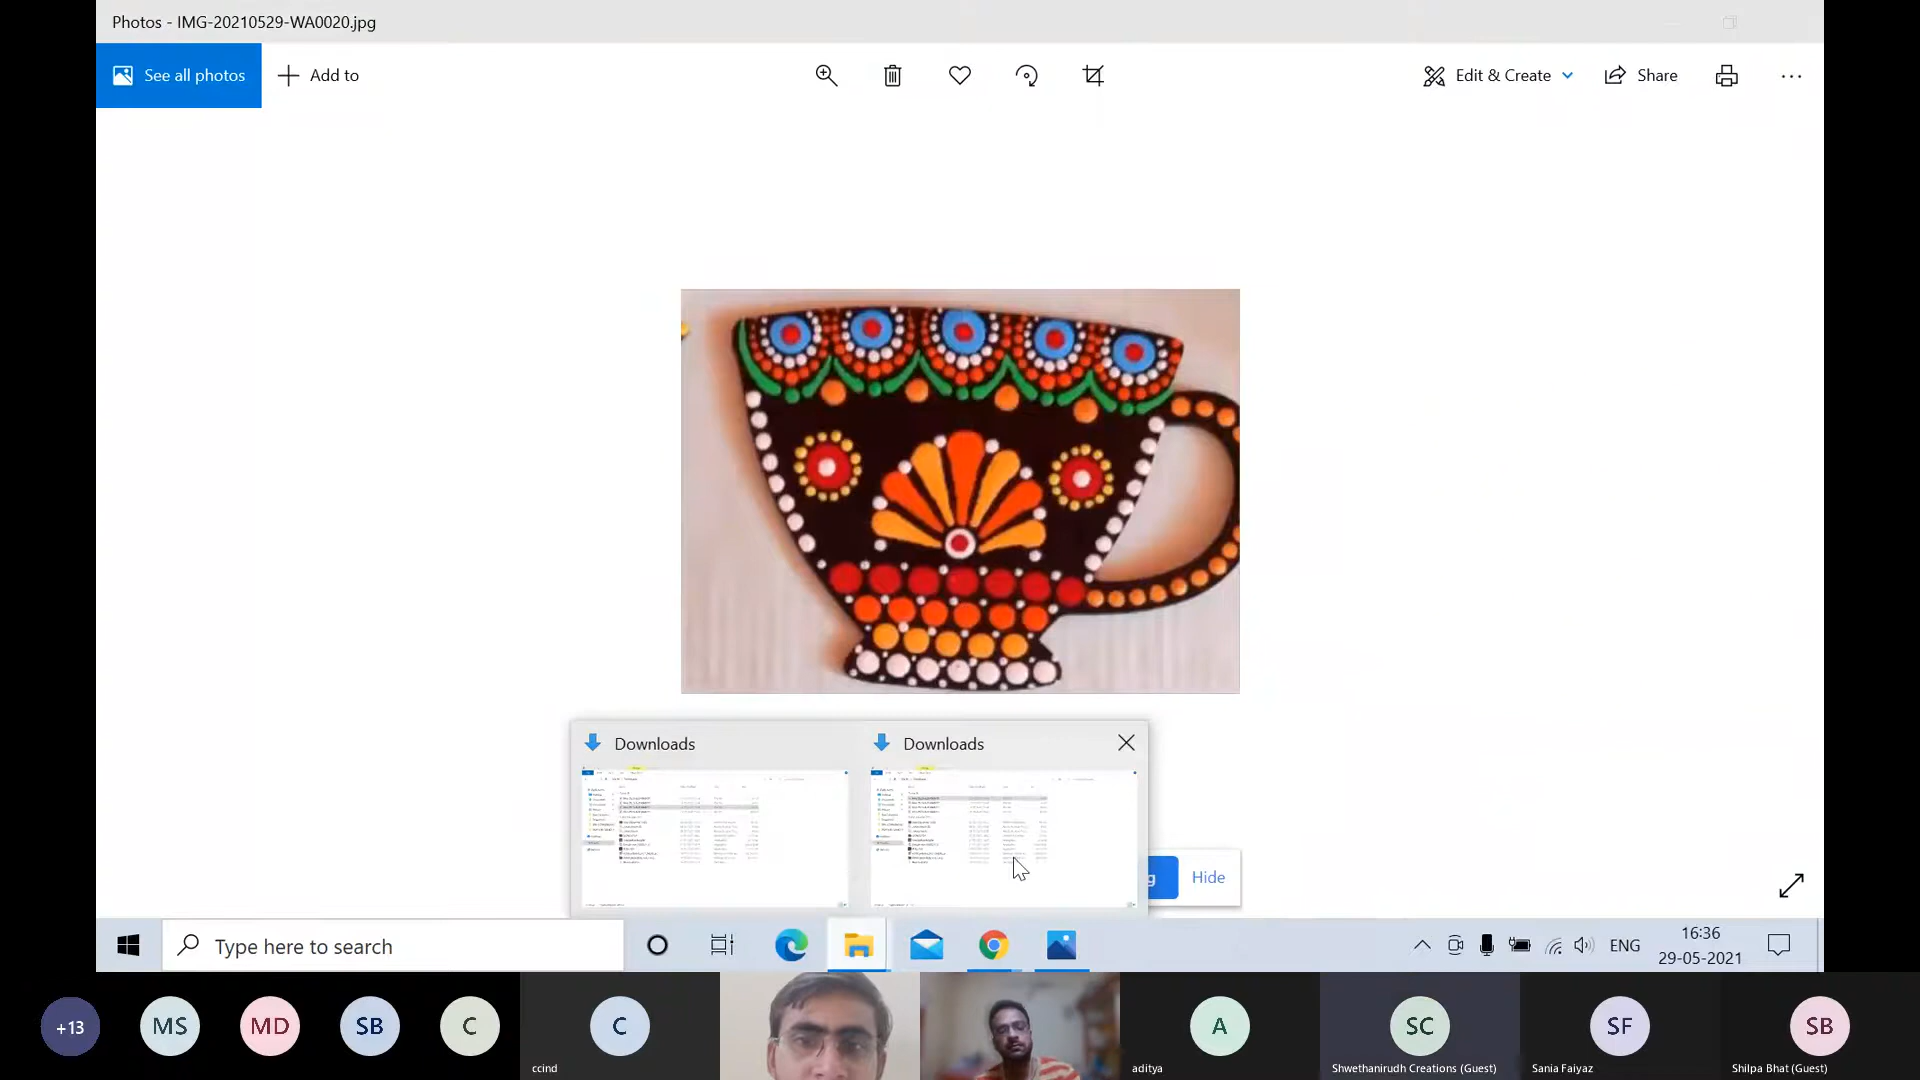 Photos - IMG-20210529-WA0020.jpg
See all photos
Add to
Edit & Create
Share
Downloads
Downloads
g
Hide
Type here to search
ENG
16:36
29-05-2021
+13
MS
MD
SB
C
C
A
SC
SF
SB
ccind
aditya
Shwethanirudh Creations (Guest)
Sania Faiyaz
Shilpa Bhat (Guest)